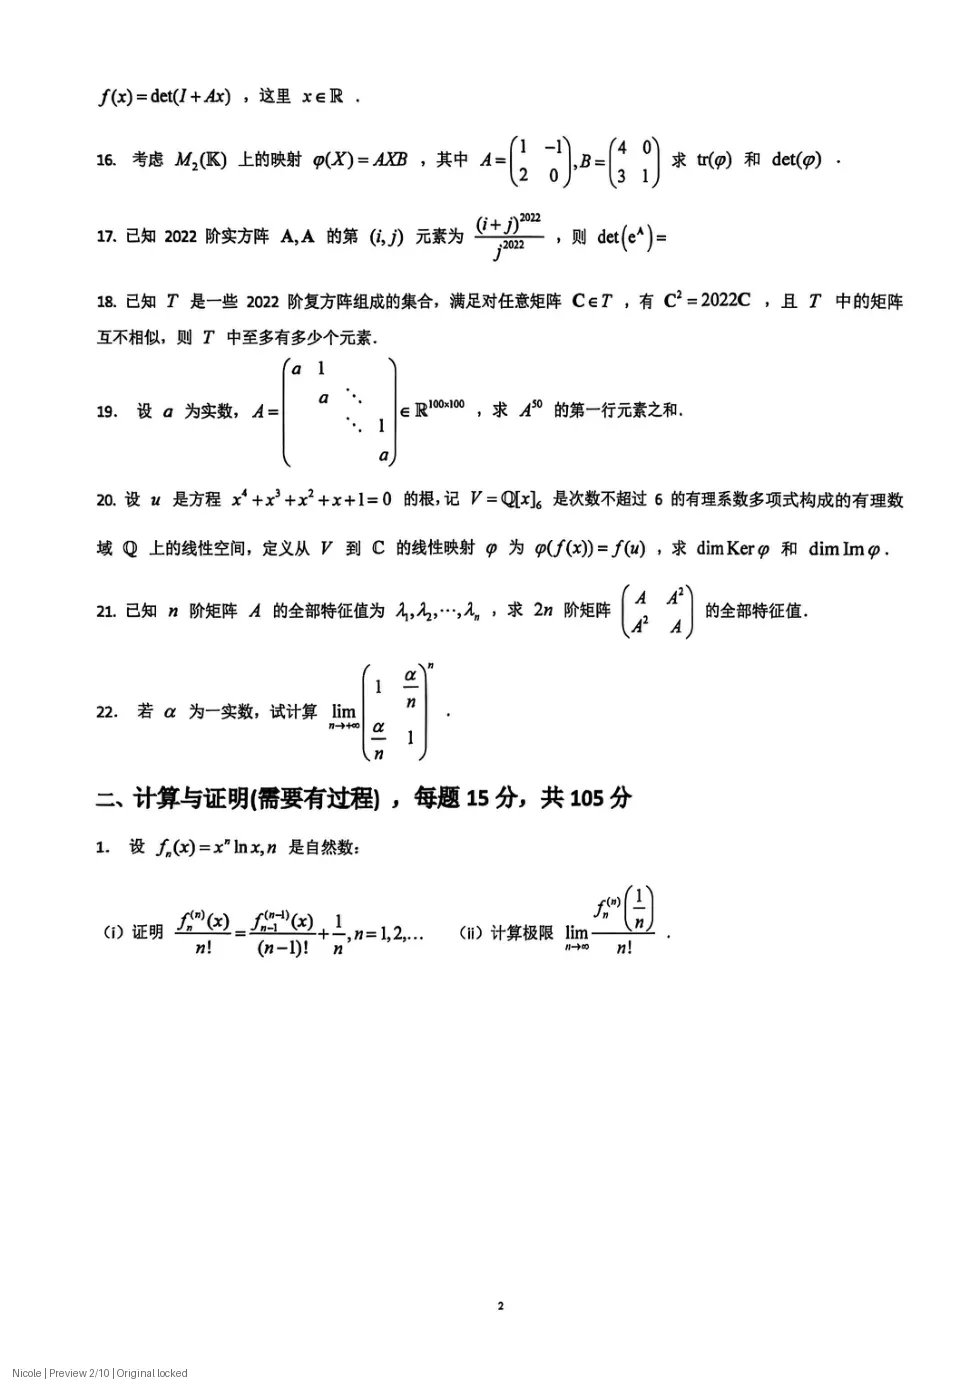 f(x)=det(I+Ax) ，这里 x∈ℝ ．
16. 考虑 M₂(𝕂) 上的映射 φ(X)=AXB ，其中 A=(1 -1; 2 0),B=(4 0; 3 1) 求 tr(φ) 和 det(φ) ．
17. 已知 2022 阶实方阵 A,A 的第 (i,j) 元素为 (i+j)²⁰²²/j²⁰²² ，则 det(e^A)=
18. 已知 T 是一些 2022 阶复方阵组成的集合，满足对任意矩阵 C∈T ，有 C²=2022C ，且 T 中的矩阵
互不相似，则 T 中至多有多少个元素．
19． 设 a 为实数，A=(a 1 a ⋱ ⋱ 1 a)∈ℝ^{100×100} ，求 A⁵⁰ 的第一行元素之和．
20. 设 u 是方程 x⁴+x³+x²+x+1=0 的根，记 V=ℚ[x]₆ 是次数不超过 6 的有理系数多项式构成的有理数
域 ℚ 上的线性空间，定义从 V 到 ℂ 的线性映射 φ 为 φ(f(x))=f(u) ，求 dim Ker φ 和 dim Im φ．
21. 已知 n 阶矩阵 A 的全部特征值为 λ₁,λ₂,⋯,λₙ ，求 2n 阶矩阵 (A A²; A² A) 的全部特征值．
22． 若 α 为一实数，试计算 lim_{n→+∞} (1 α/n; α/n 1)ⁿ ．
二、计算与证明(需要有过程) ，每题 15 分，共 105 分
1． 设 fₙ(x)=xⁿ ln x,n 是自然数：
（i）证明 fₙ^{(n)}(x)/n!=f_{n-1}^{(n-1)}(x)/(n-1)!+1/n,n=1,2,... （ii）计算极限 lim_{n→∞} fₙ^{(n)}(1/n)/n! ．
2
Nicole | Preview 2/10 | Original locked